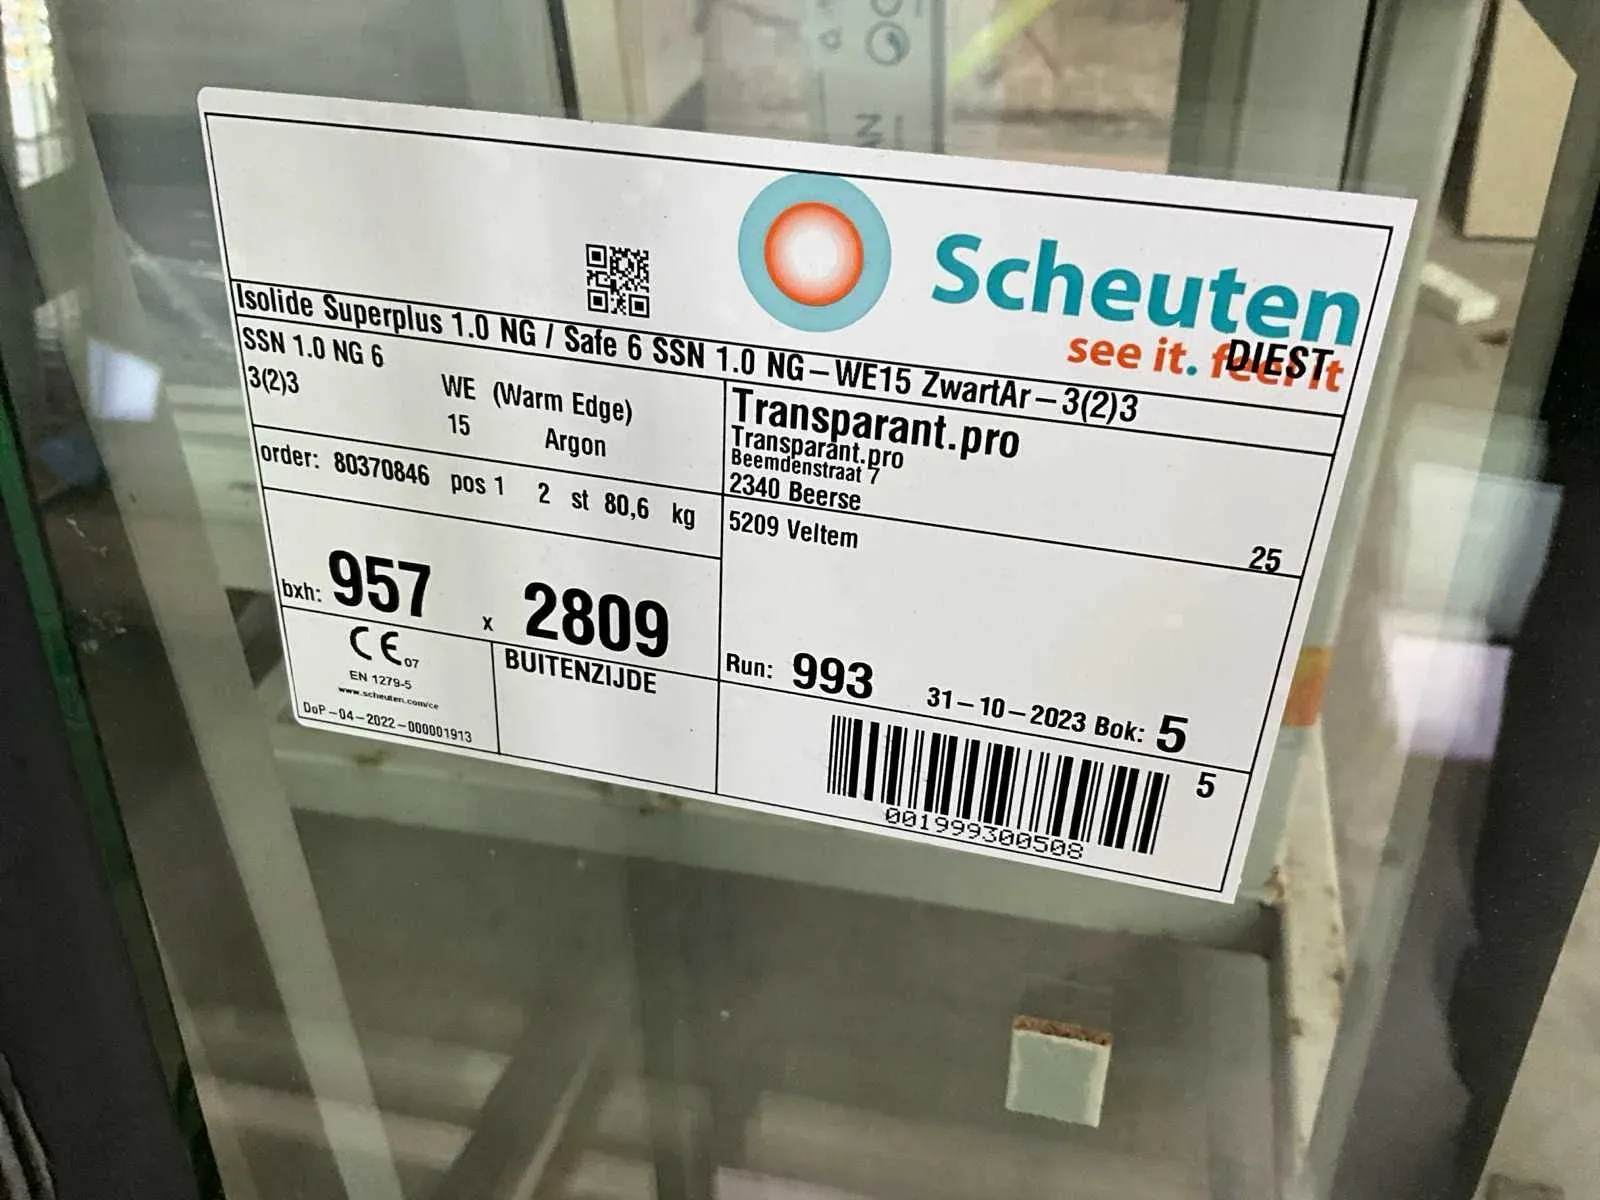 Scheuten
see it.
DIEST
Isolide Superplus 1.0 NG / Safe 6 SSN 1.0 NG-WE15 ZwartAr-3(2)3
SSN 1.0 NG 6
3(2)3
WE (Warm Edge)
15 Argon
Transparant.pro
Transparant.pro
Beemdenstraat 7
2340 Beerse
order: 80370846 pos 1 2 st 80,6 kg
5209 Veltem
25
bxh: 957 x 2809
CE 07
EN 1279-5
www.scheuten.com/ce
DoP-04-2022-000001913
BUITENZIJDE
Run: 993 31-10-2023 Bok: 5
5
001999300508